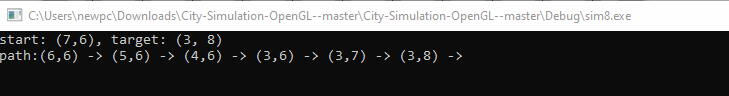 C:\Users\newpc\Downloads\City-Simulation-OpenGL--master\City-Simulation-OpenGL--master\Debug\sim8.exe
start: (7,6), target: (3, 8)
path:(6,6) -> (5,6) -> (4,6) -> (3,6) -> (3,7) -> (3,8) ->